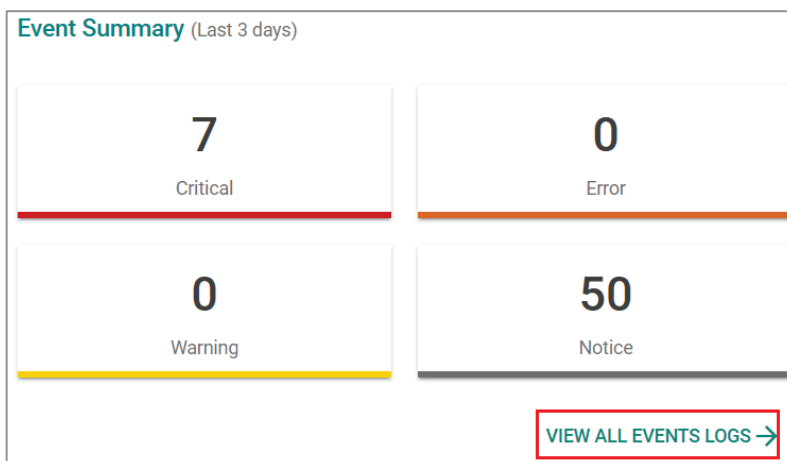 Event Summary (Last 3 days)
7
Critical
0
Error
0
Warning
50
Notice
VIEW ALL EVENTS LOGS →